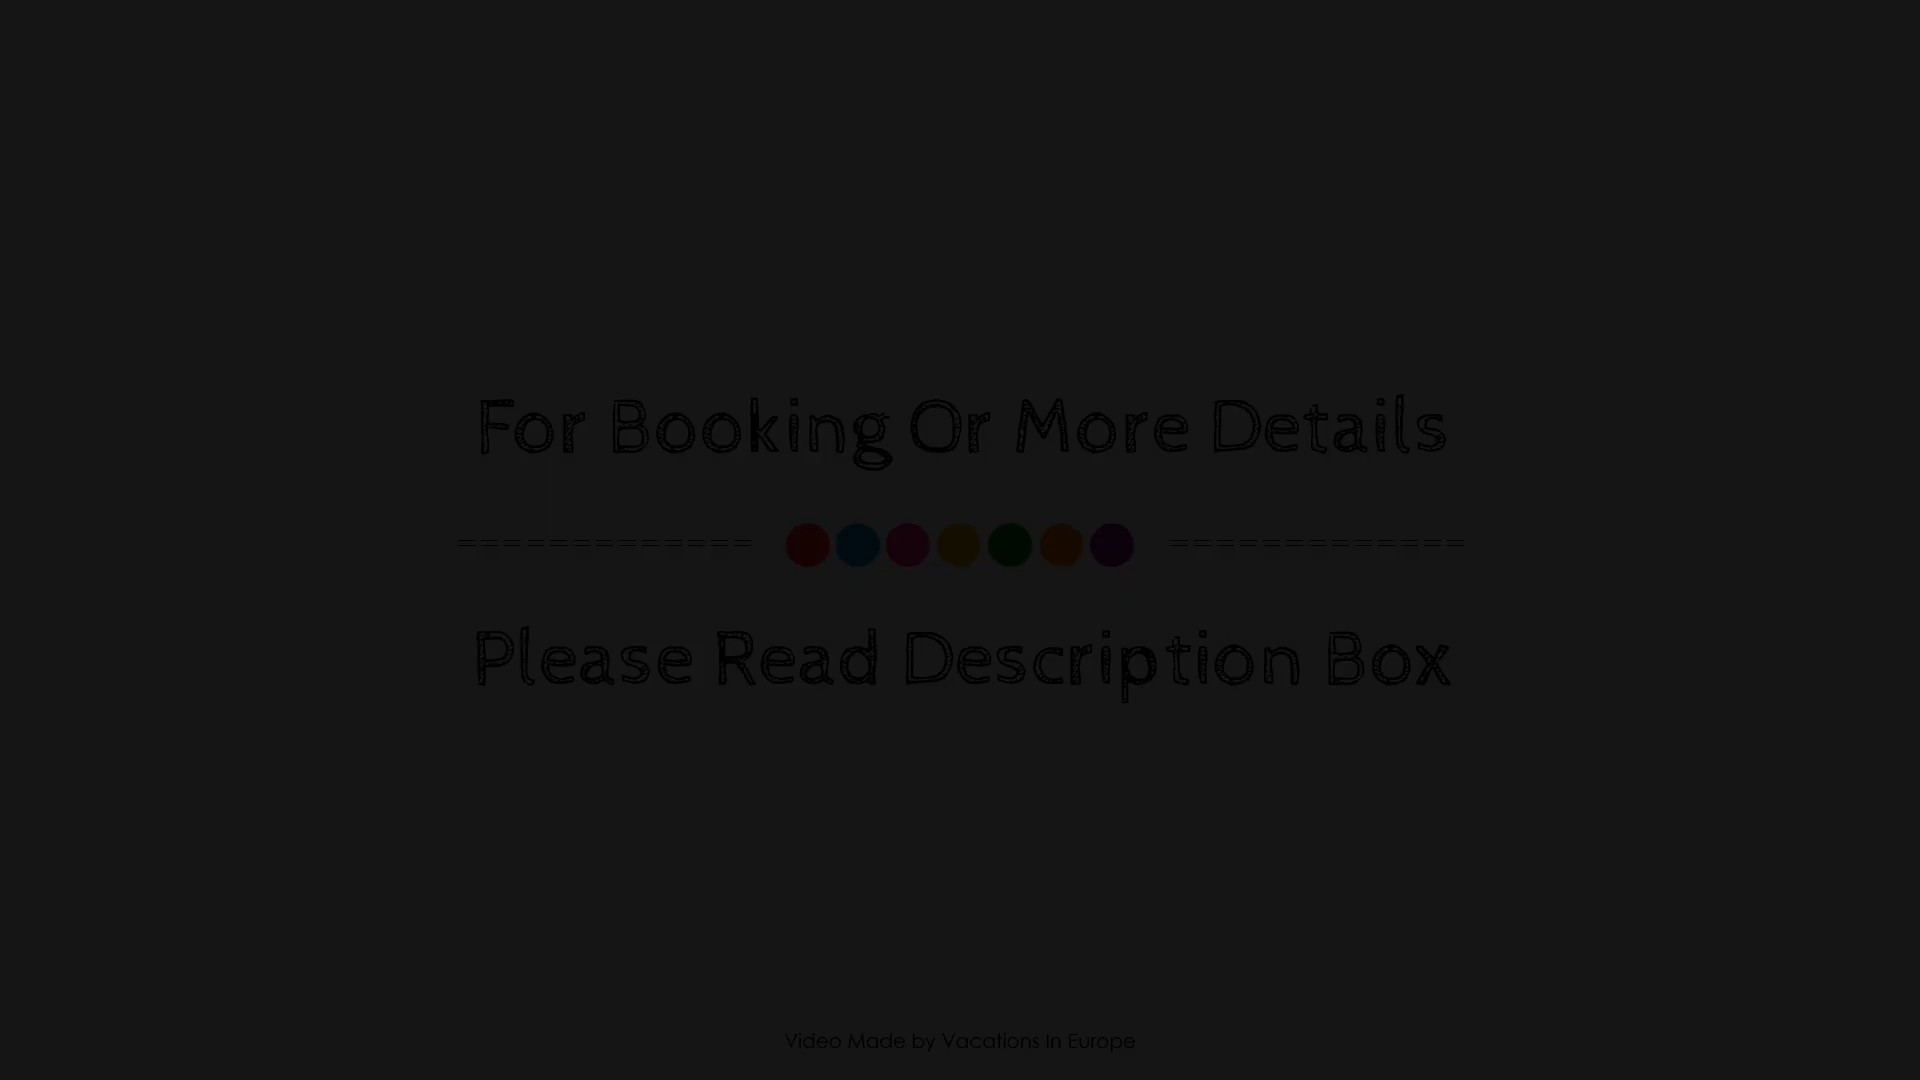 For Booking Or More Details
============= =============
Please Read Description Box
Video Made by Vacations In Europe